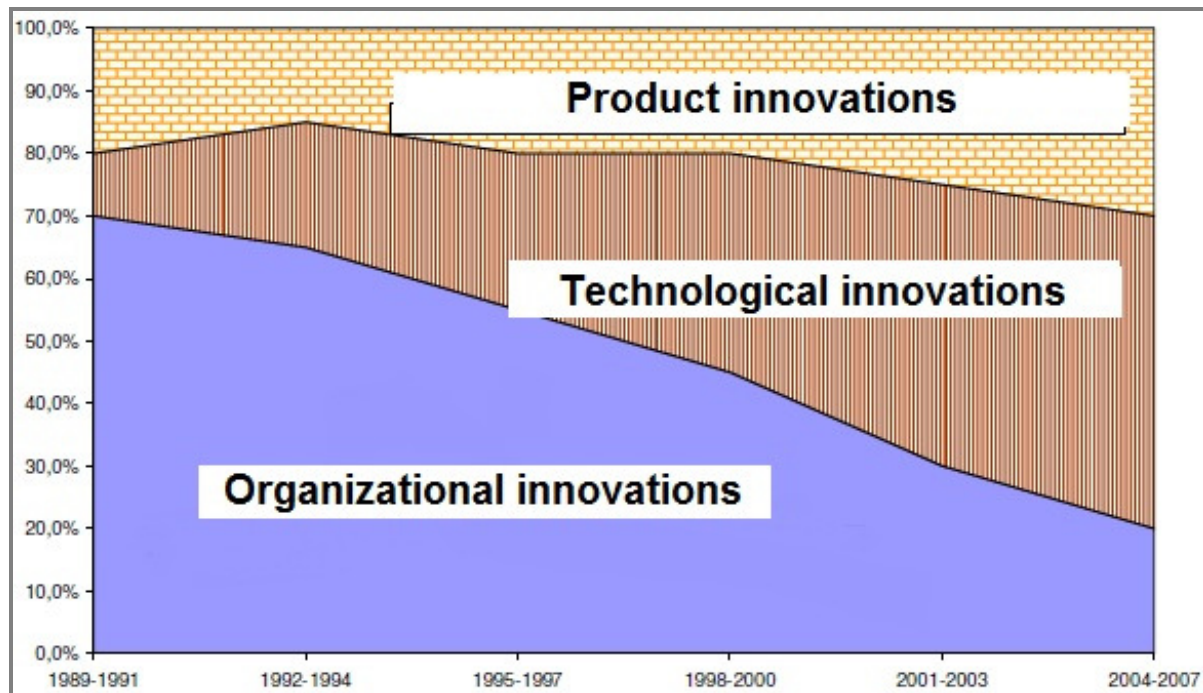 100,0%
90,0%
80,0%
70,0%
60,0%
50,0%
40,0%
30,0%
20,0%
10,0%
0,0%
Product innovations
Technological innovations
Organizational innovations
1989-1991 1992-1994 1995-1997 1998-2000 2001-2003 2004-2007